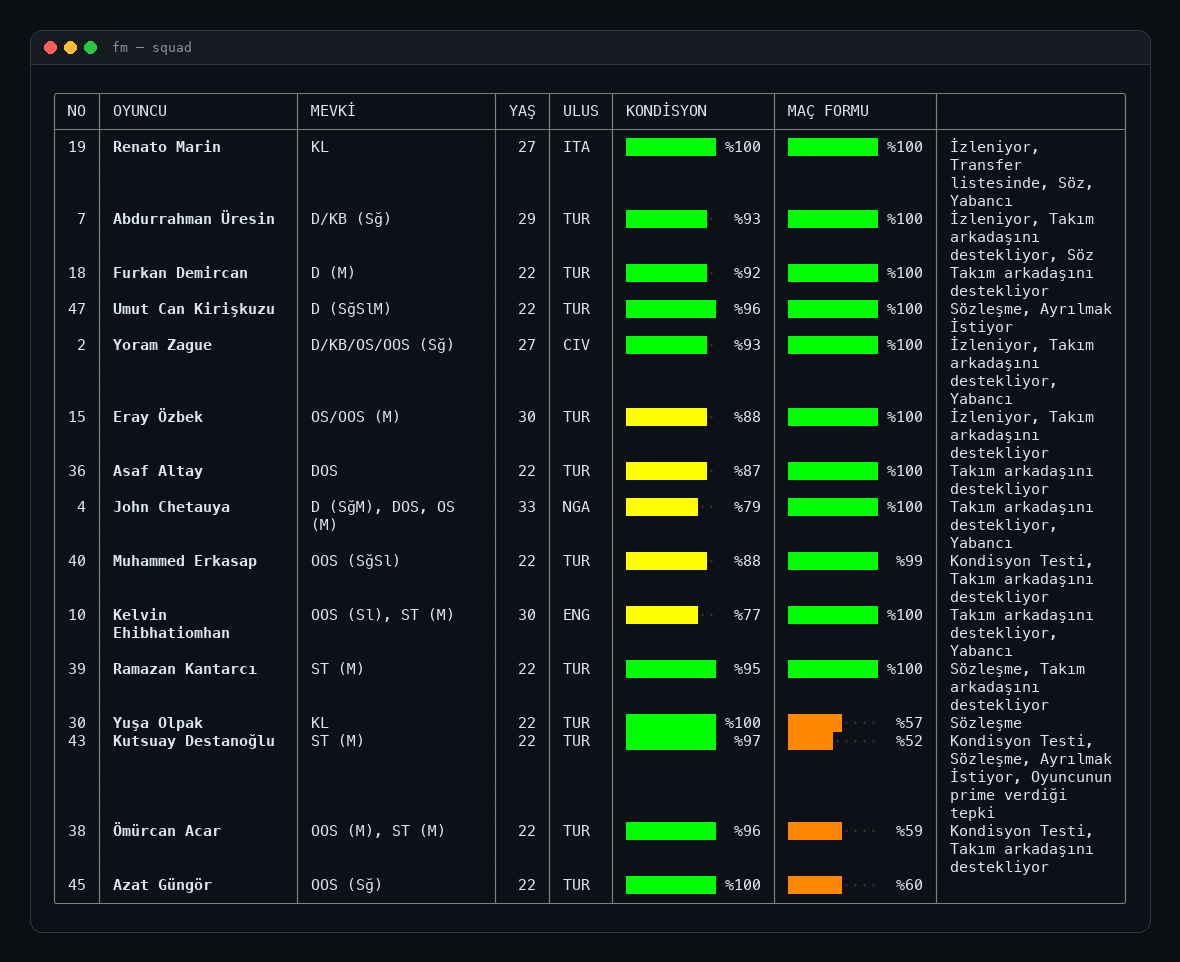 fm — squad
NO OYUNCU MEVKİ YAŞ ULUS KONDİSYON MAÇ FORMU
19 Renato Marin KL 27 ITA %100 %100 İzleniyor,
Transfer
listesinde, Söz,
Yabancı
7 Abdurrahman Üresin D/KB (Sğ) 29 TUR %93 %100 İzleniyor, Takım
arkadaşını
destekliyor, Söz
18 Furkan Demircan D (M) 22 TUR %92 %100 Takım arkadaşını
destekliyor
47 Umut Can Kirişkuzu D (SğSlM) 22 TUR %96 %100 Sözleşme, Ayrılmak
İstiyor
2 Yoram Zague D/KB/OS/OOS (Sğ) 27 CIV %93 %100 İzleniyor, Takım
arkadaşını
destekliyor,
Yabancı
15 Eray Özbek OS/OOS (M) 30 TUR %88 %100 İzleniyor, Takım
arkadaşını
destekliyor
36 Asaf Altay DOS 22 TUR %87 %100 Takım arkadaşını
destekliyor
4 John Chetauya D (SğM), DOS, OS 33 NGA %79 %100 Takım arkadaşını
(M) destekliyor,
Yabancı
40 Muhammed Erkasap OOS (SğSl) 22 TUR %88 %99 Kondisyon Testi,
Takım arkadaşını
destekliyor
10 Kelvin OOS (Sl), ST (M) 30 ENG %77 %100 Takım arkadaşını
Ehibhatiomhan destekliyor,
Yabancı
39 Ramazan Kantarcı ST (M) 22 TUR %95 %100 Sözleşme, Takım
arkadaşını
destekliyor
30 Yuşa Olpak KL 22 TUR %100 %57 Sözleşme
43 Kutsuay Destanoğlu ST (M) 22 TUR %97 %52 Kondisyon Testi,
Sözleşme, Ayrılmak
İstiyor, Oyuncunun
prime verdiği
tepki
38 Ömürcan Acar OOS (M), ST (M) 22 TUR %96 %59 Kondisyon Testi,
Takım arkadaşını
destekliyor
45 Azat Güngör OOS (Sğ) 22 TUR %100 %60